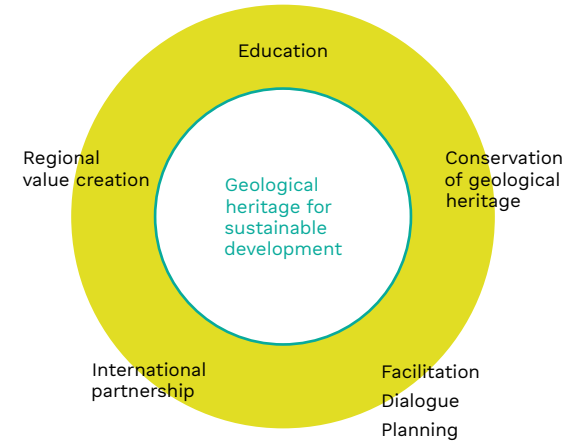 Education
Regional
value creation
Conservation
of geological
heritage
Geological
heritage for
sustainable
development
International
partnership
Facilitation
Dialogue
Planning